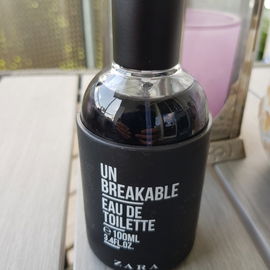 UN
BREAKABLE
EAU DE
TOILETTE
100ML
3.4FL.OZ.
ZARA